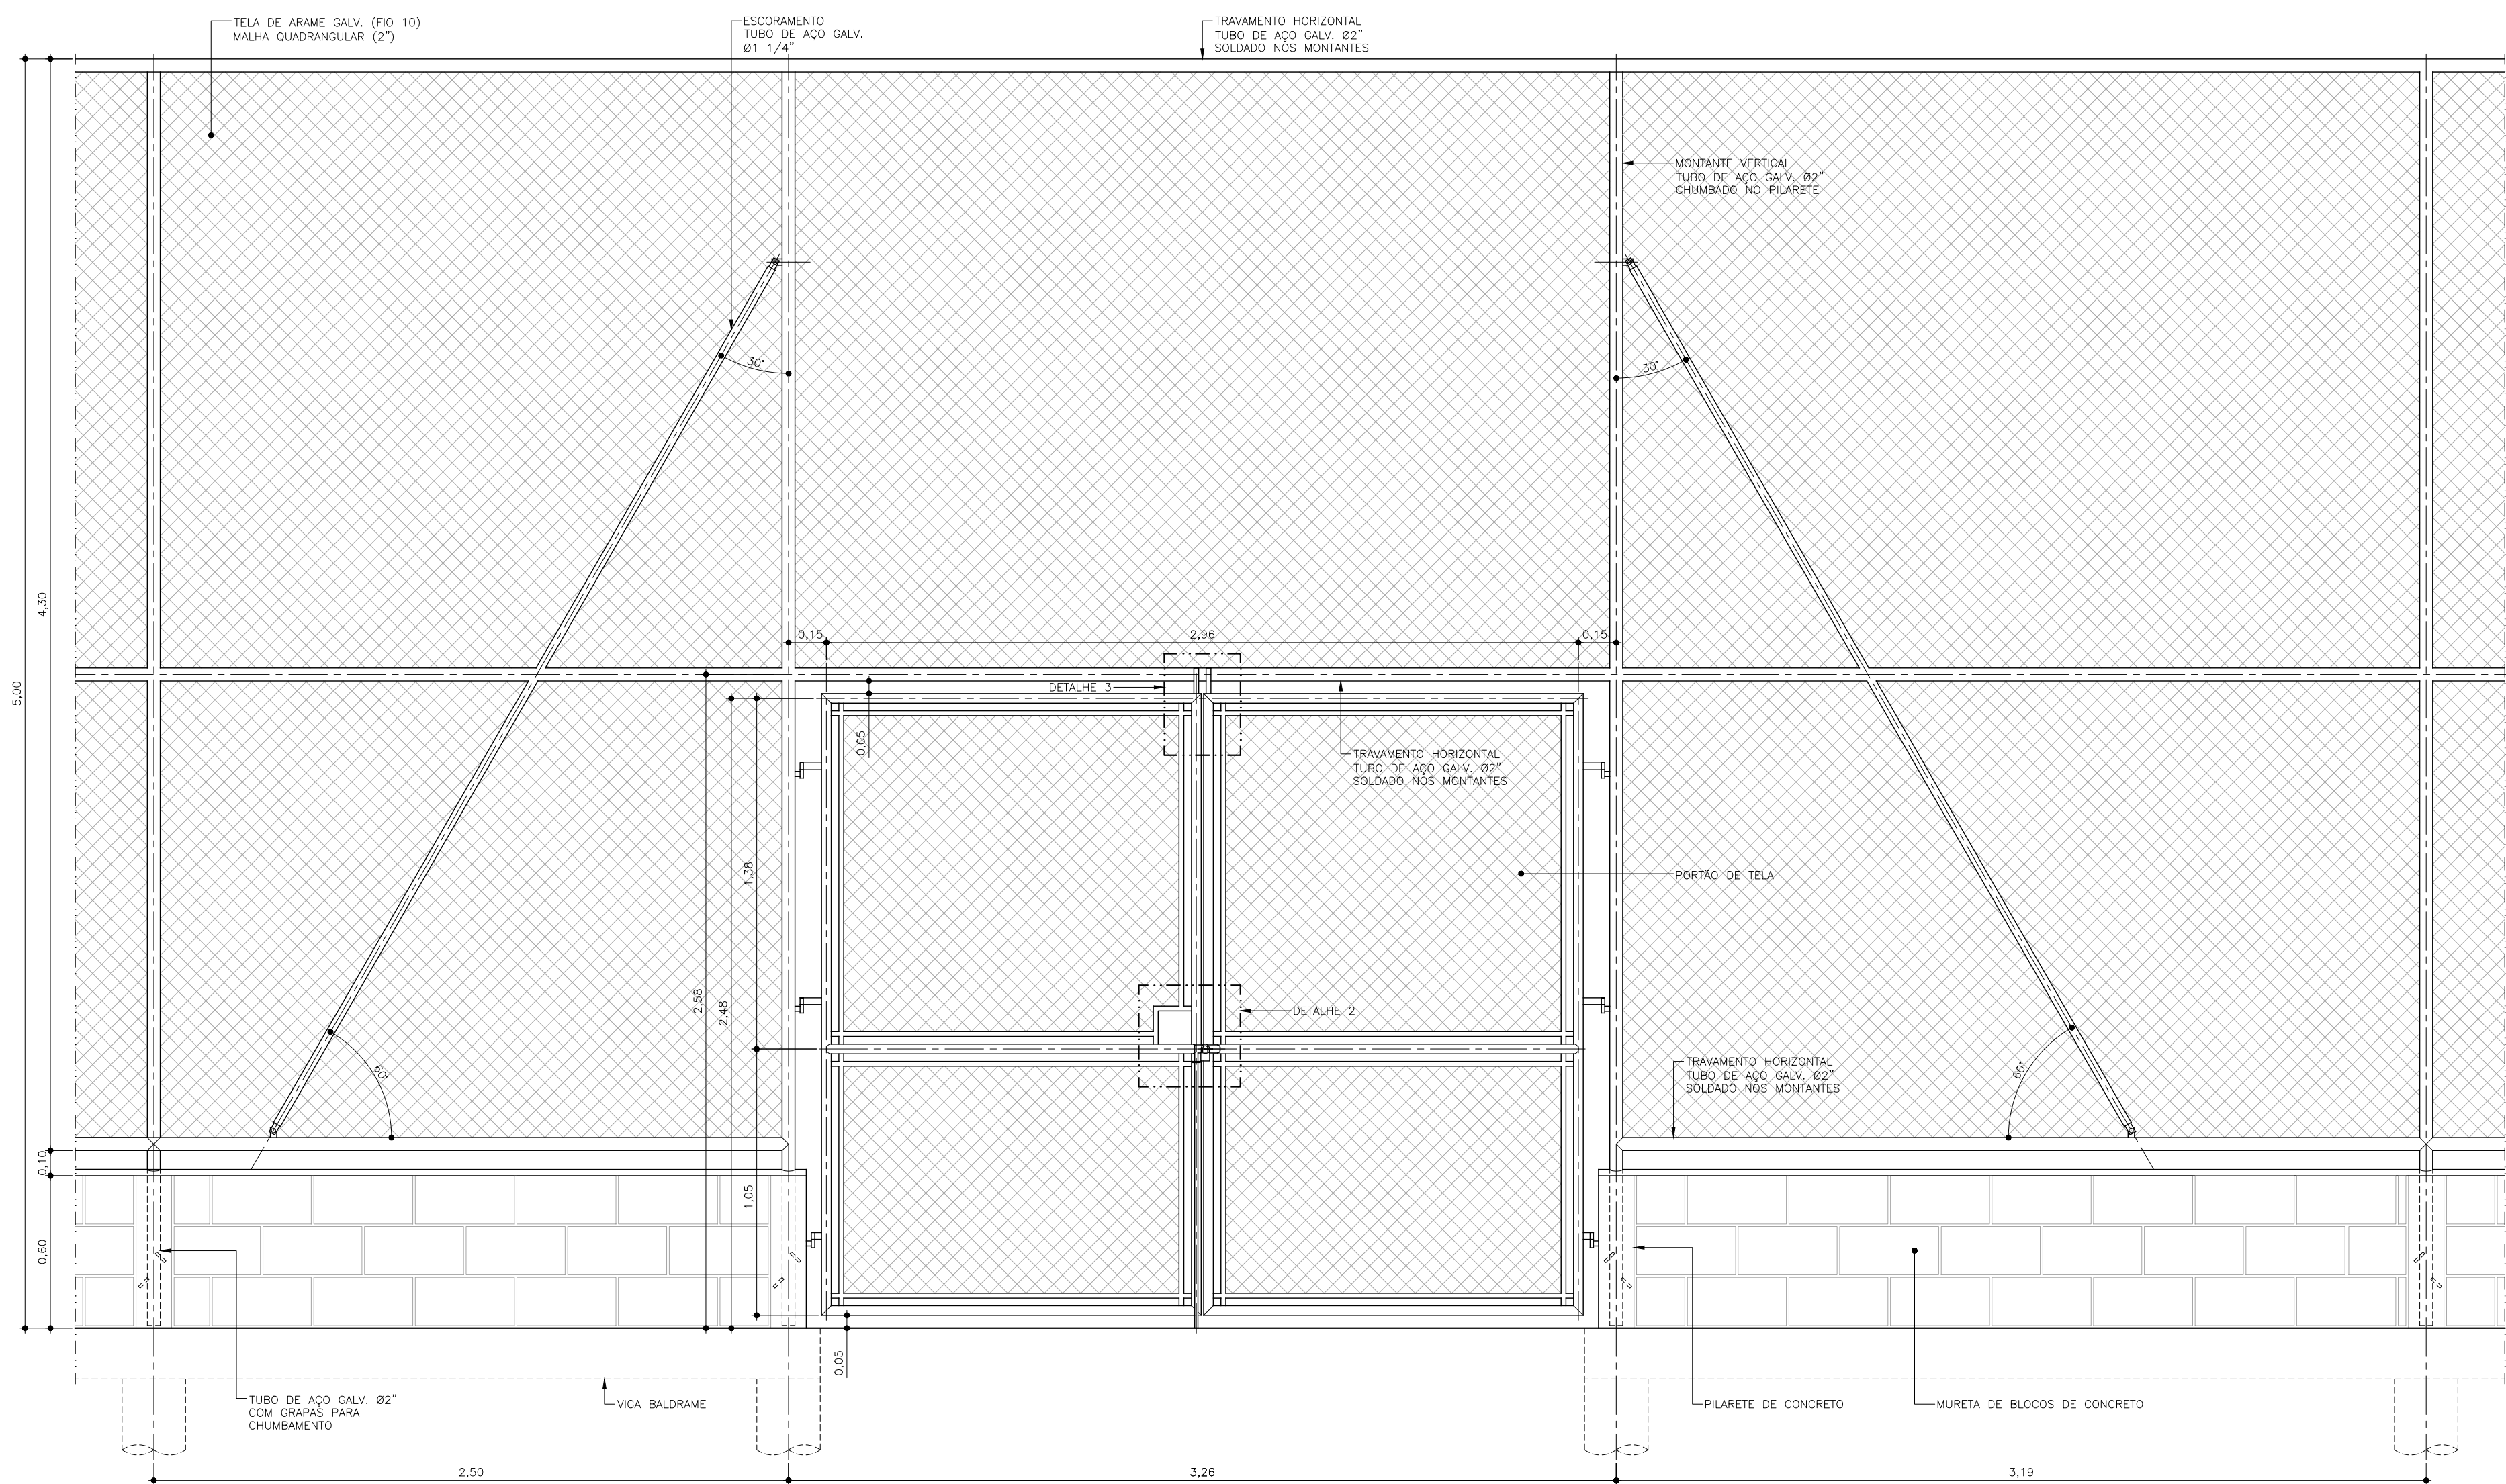 TELA DE ARAME GALV. (FIO 10)
MALHA QUADRANGULAR (2")
ESCORAMENTO
TUBO DE AÇO GALV.
Ø1 1/4"
TRAVAMENTO HORIZONTAL
TUBO DE AÇO GALV. Ø2"
SOLDADO NOS MONTANTES
MONTANTE VERTICAL
TUBO DE AÇO GALV. Ø2"
CHUMBADO NO PILARETE
30°
30°
4,30
5,00
0,15
2,96
0,15
DETALHE 3
0,05
TRAVAMENTO HORIZONTAL
TUBO DE AÇO GALV. Ø2"
SOLDADO NOS MONTANTES
1,38
PORTÃO DE TELA
2,58
2,48
DETALHE 2
60°
60°
TRAVAMENTO HORIZONTAL
TUBO DE AÇO GALV. Ø2"
SOLDADO NOS MONTANTES
0,10
1,05
0,60
0,05
TUBO DE AÇO GALV. Ø2"
COM GRAPAS PARA
CHUMBAMENTO
VIGA BALDRAME
PILARETE DE CONCRETO
MURETA DE BLOCOS DE CONCRETO
2,50
3,26
3,19